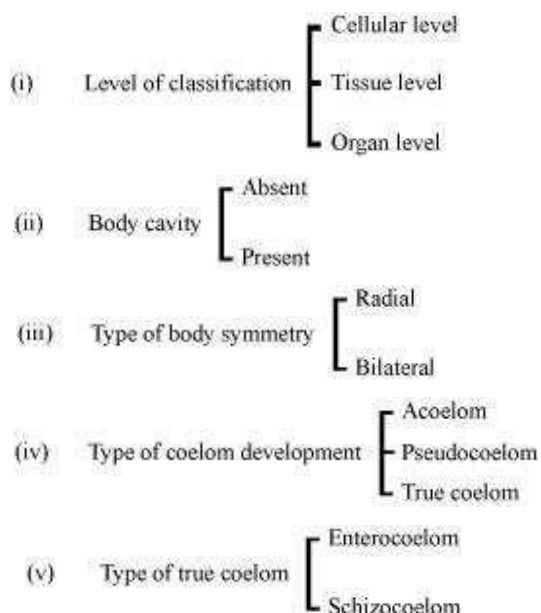 Cellular level
(i) Level of classification Tissue level
Organ level
Absent
(ii) Body cavity
Present
Radial
(iii) Type of body symmetry
Bilateral
Acoelom
(iv) Type of coelom development Pseudocoelom
True coelom
Enterocoelom
(v) Type of true coelom
Schizocoelom